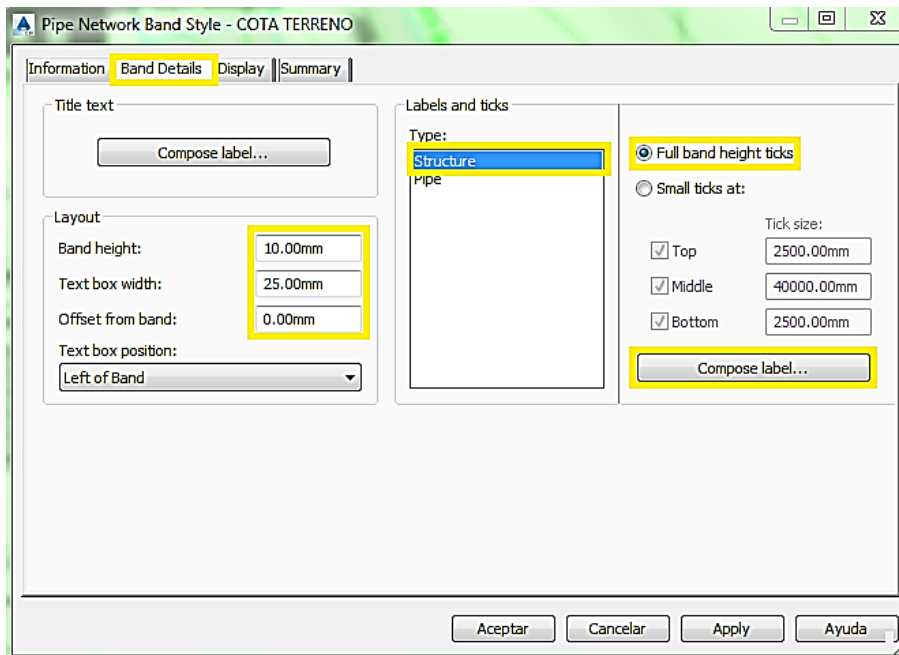 Pipe Network Band Style - COTA TERRENO
Information Band Details Display Summary
Title text
Compose label...
Layout
Band height: 10.00mm
Text box width: 25.00mm
Offset from band: 0.00mm
Text box position:
Left of Band
Labels and ticks
Type:
Structure
Pipe
Full band height ticks
Small ticks at:
Tick size:
Top 2500.00mm
Middle 40000.00mm
Bottom 2500.00mm
Compose label...
Aceptar Cancelar Apply Ayuda